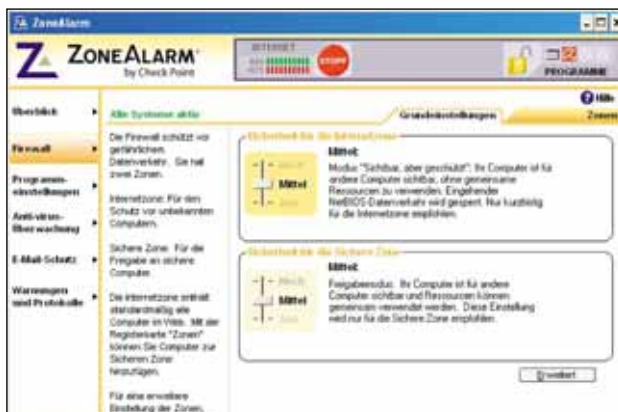 ZoneAlarm
ZONEALARM
by Check Point
INTERNET
STOPP
PROGRAMME
Hilfe
Überblick
Alle Systeme aktiv
Grundeinstellungen
Zonen
Firewall
Programm-
einstellungen
Anti-virus-
Überwachung
E-Mail-Schutz
Warnungen
und Protokolle
Die Firewall schützt vor
gefährlichem
Datenverkehr. Sie hat
zwei Zonen.
Internetzone: Für den
Schutz vor unbekannten
Computern.
Sichere Zone: Für die
Freigabe an sichere
Computer.
Die Internetzone enthält
standardmäßig alle
Computer im Web. Mit der
Registerkarte "Zonen"
können Sie Computer zur
Sicheren Zone
hinzufügen.
Für eine erweiterte
Einstellung der Zonen,
Sicherheit für die Internetzone
Mittel
Mittel:
Modus "Sichtbar, aber geschützt": Ihr Computer ist für
andere Computer sichtbar, ohne gemeinsame
Ressourcen zu verwenden. Eingehender
NetBIOS-Datenverkehr wird gesperrt. Nur kurzfristig
für die Internetzone empfohlen.
Sicherheit für die Sichere Zone
Mittel
Mittel:
Freigabemodus. Ihr Computer ist für andere
Computer sichtbar und Ressourcen können
gemeinsam verwendet werden. Diese Einstellung
wird nur für die Sichere Zone empfohlen.
Erweitert